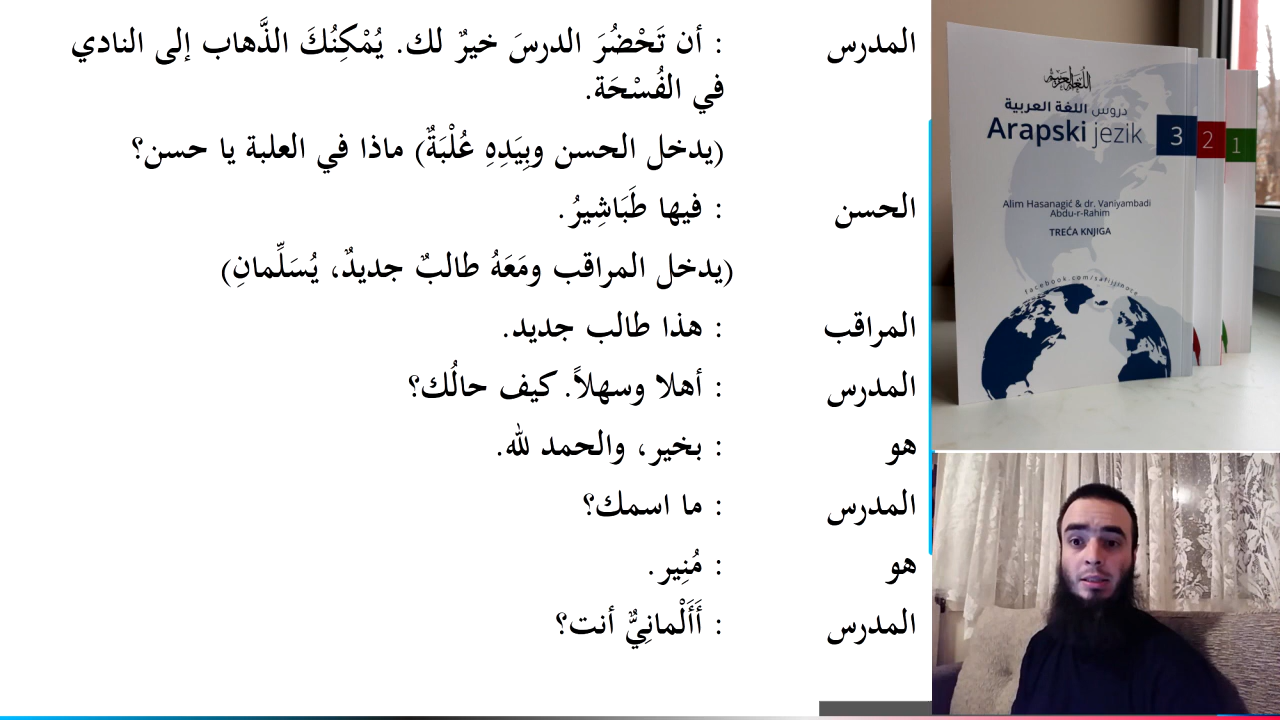 المدرس : أن تَحْضُرَ الدرسَ خيرٌ لك. يُمْكِنُكَ الذَّهاب إلى النادي
في الفُسْحَة.
(يدخل الحسن وبِيَدِهِ عُلْبَةٌ) ماذا في العلبة يا حسن؟
الحسن : فيها طَبَاشِيرُ.
(يدخل المراقب ومَعَهُ طالبٌ جديدٌ، يُسَلِّمانِ)
المراقب : هذا طالب جديد.
المدرس : أهلا وسهلاً. كيف حالُك؟
هو : بخير، والحمد لله.
المدرس : ما اسمك؟
هو : مُنِير.
المدرس : أَأَلْمانِيٌّ أنت؟
اللغة العربية
دروس اللغة العربية
Arapski jezik
3
2
1
Alim Hasanagić & dr. Vaniyambadi
Abdu-r-Rahim
TREĆA KNJIGA